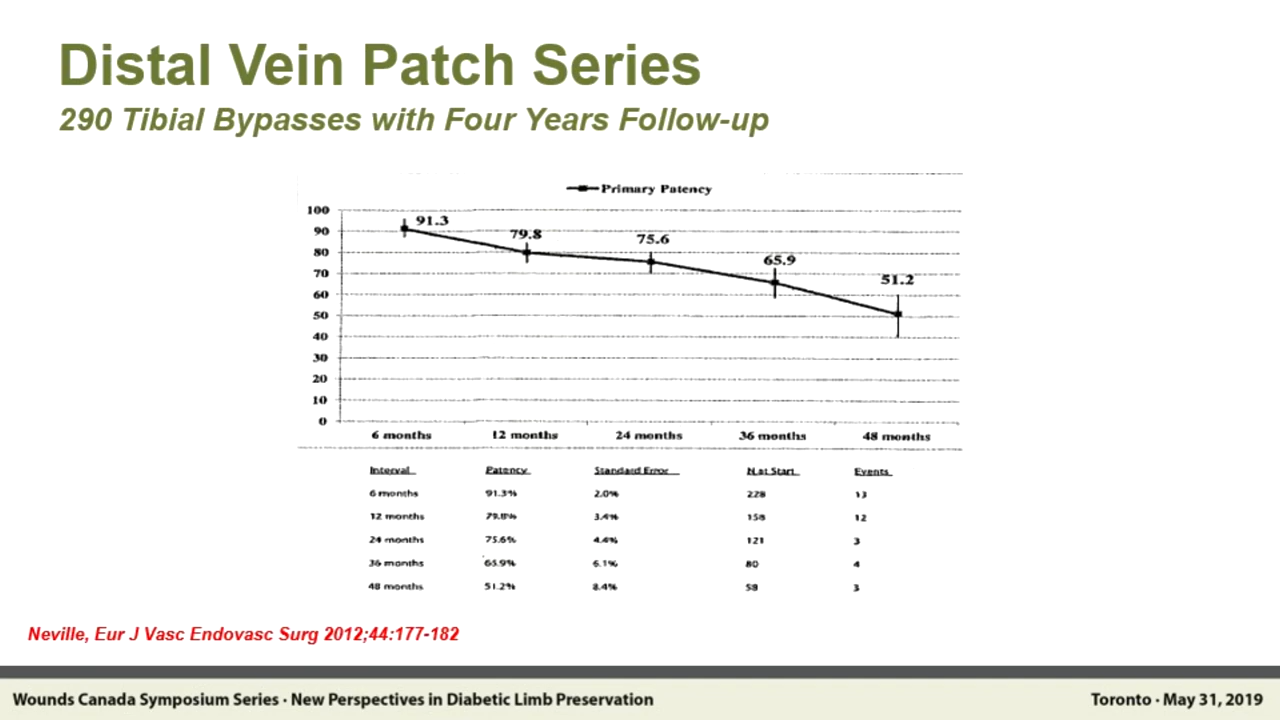 Distal Vein Patch Series
290 Tibial Bypasses with Four Years Follow-up
Primary Patency
100
90
80
70
60
50
40
30
20
10
0
91.3
79.8
75.6
65.9
51.2
6 months 12 months 24 months 36 months 48 months
Interval Patency Standard Error N at Start Events
6 months 91.3% 2.0% 228 13
12 months 79.8% 3.4% 158 12
24 months 75.6% 4.4% 121 3
36 months 65.9% 6.1% 80 4
48 months 51.2% 8.4% 3
Neville, Eur J Vasc Endovasc Surg 2012;44:177-182
Wounds Canada Symposium Series · New Perspectives in Diabetic Limb Preservation
Toronto · May 31, 2019